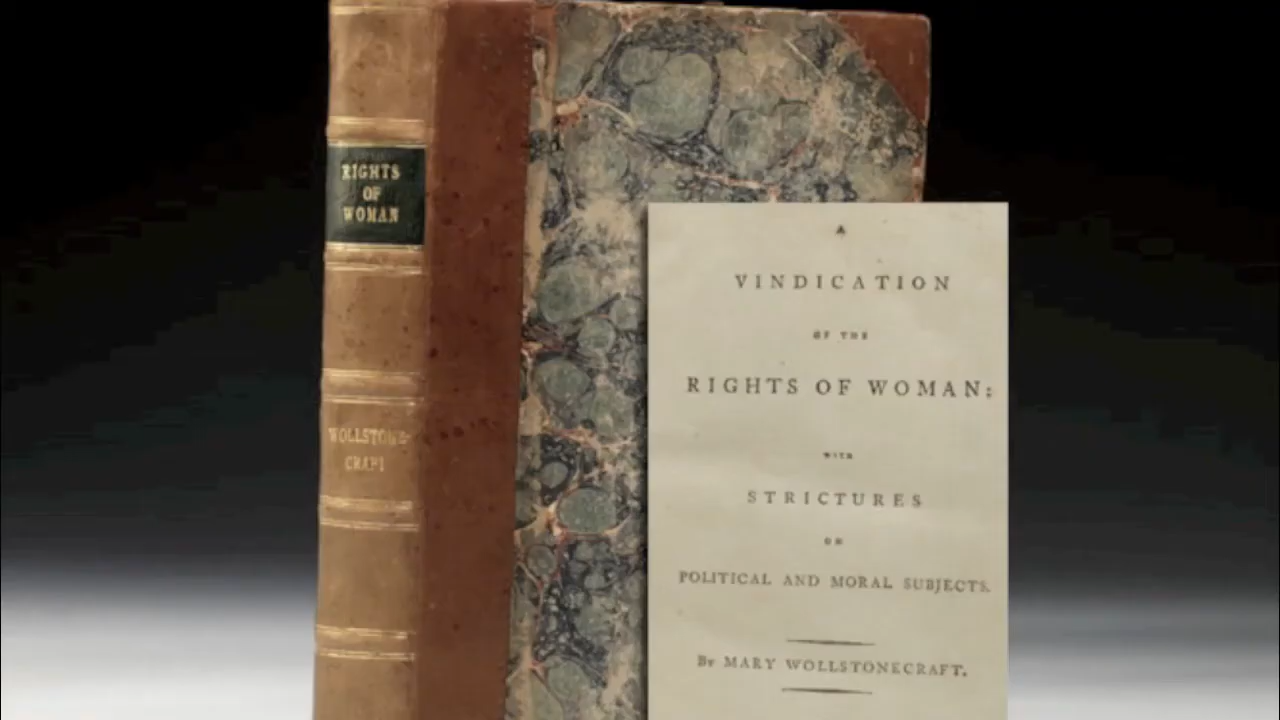 RIGHTS
OF
WOMAN
WOLLSTONE-
CRAFT
A
VINDICATION
OF THE
RIGHTS OF WOMAN:
WITH
STRICTURES
ON
POLITICAL AND MORAL SUBJECTS.
By MARY WOLLSTONECRAFT.